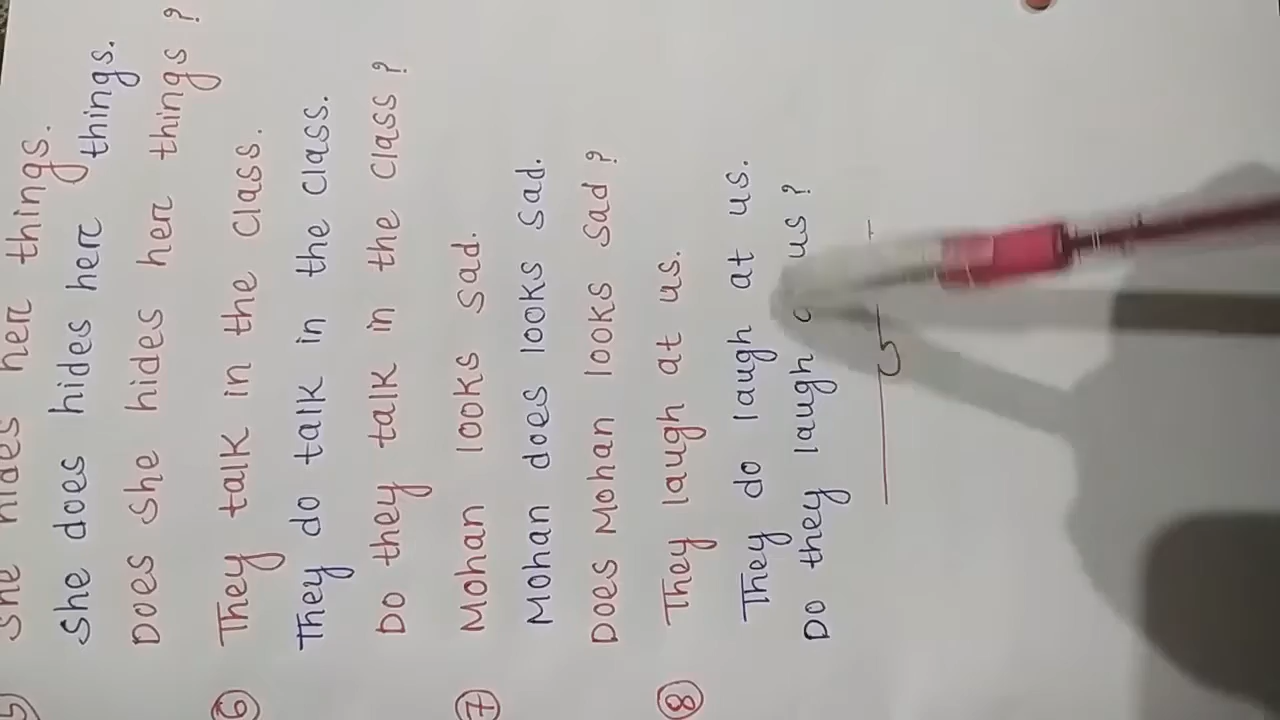 5 She hides her things.
She does hides her things.
Does she hides her things ?
6 They talk in the class.
They do talk in the class.
Do they talk in the class ?
7 Mohan looks sad.
Mohan does looks sad.
Does Mohan looks sad ?
8 They laugh at us.
They do laugh at us.
Do they laugh us ?